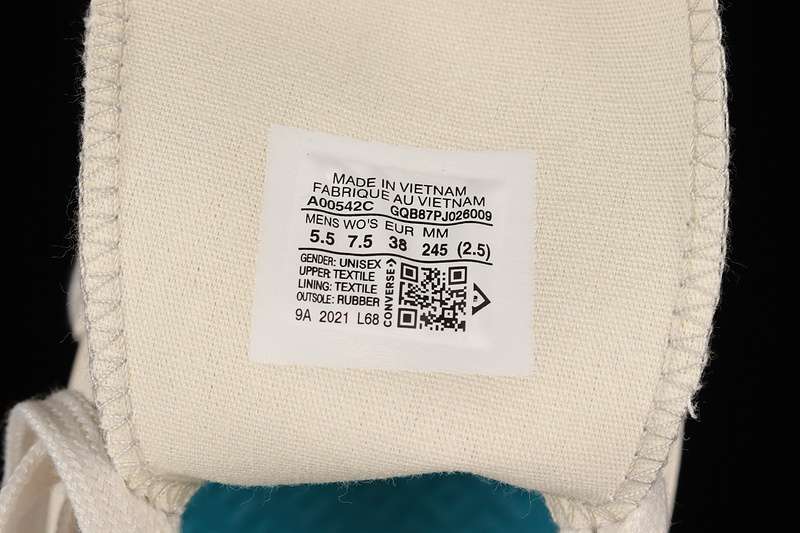 MADE IN VIETNAM
FABRIQUE AU VIETNAM
A00542C GQB87PJ026009
MENS WO'S EUR MM
5.5 7.5 38 245 (2.5)
GENDER: UNISEX
UPPER: TEXTILE
LINING: TEXTILE
OUTSOLE: RUBBER
9A 2021 L68
CONVERSE